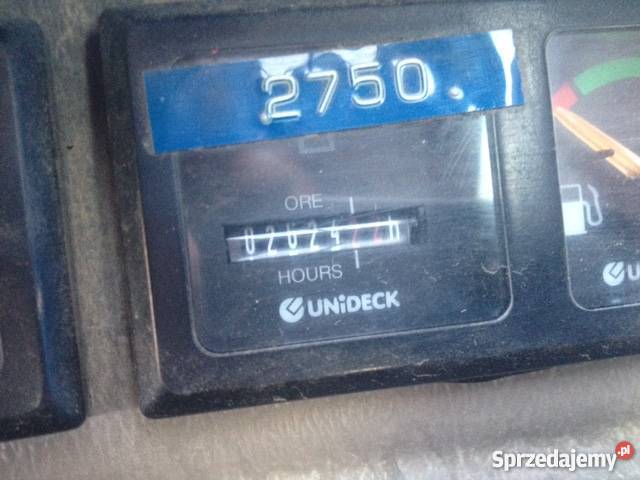 2750.
ORE
HOURS
UNiDECK
U
Sprzedajemy.pl